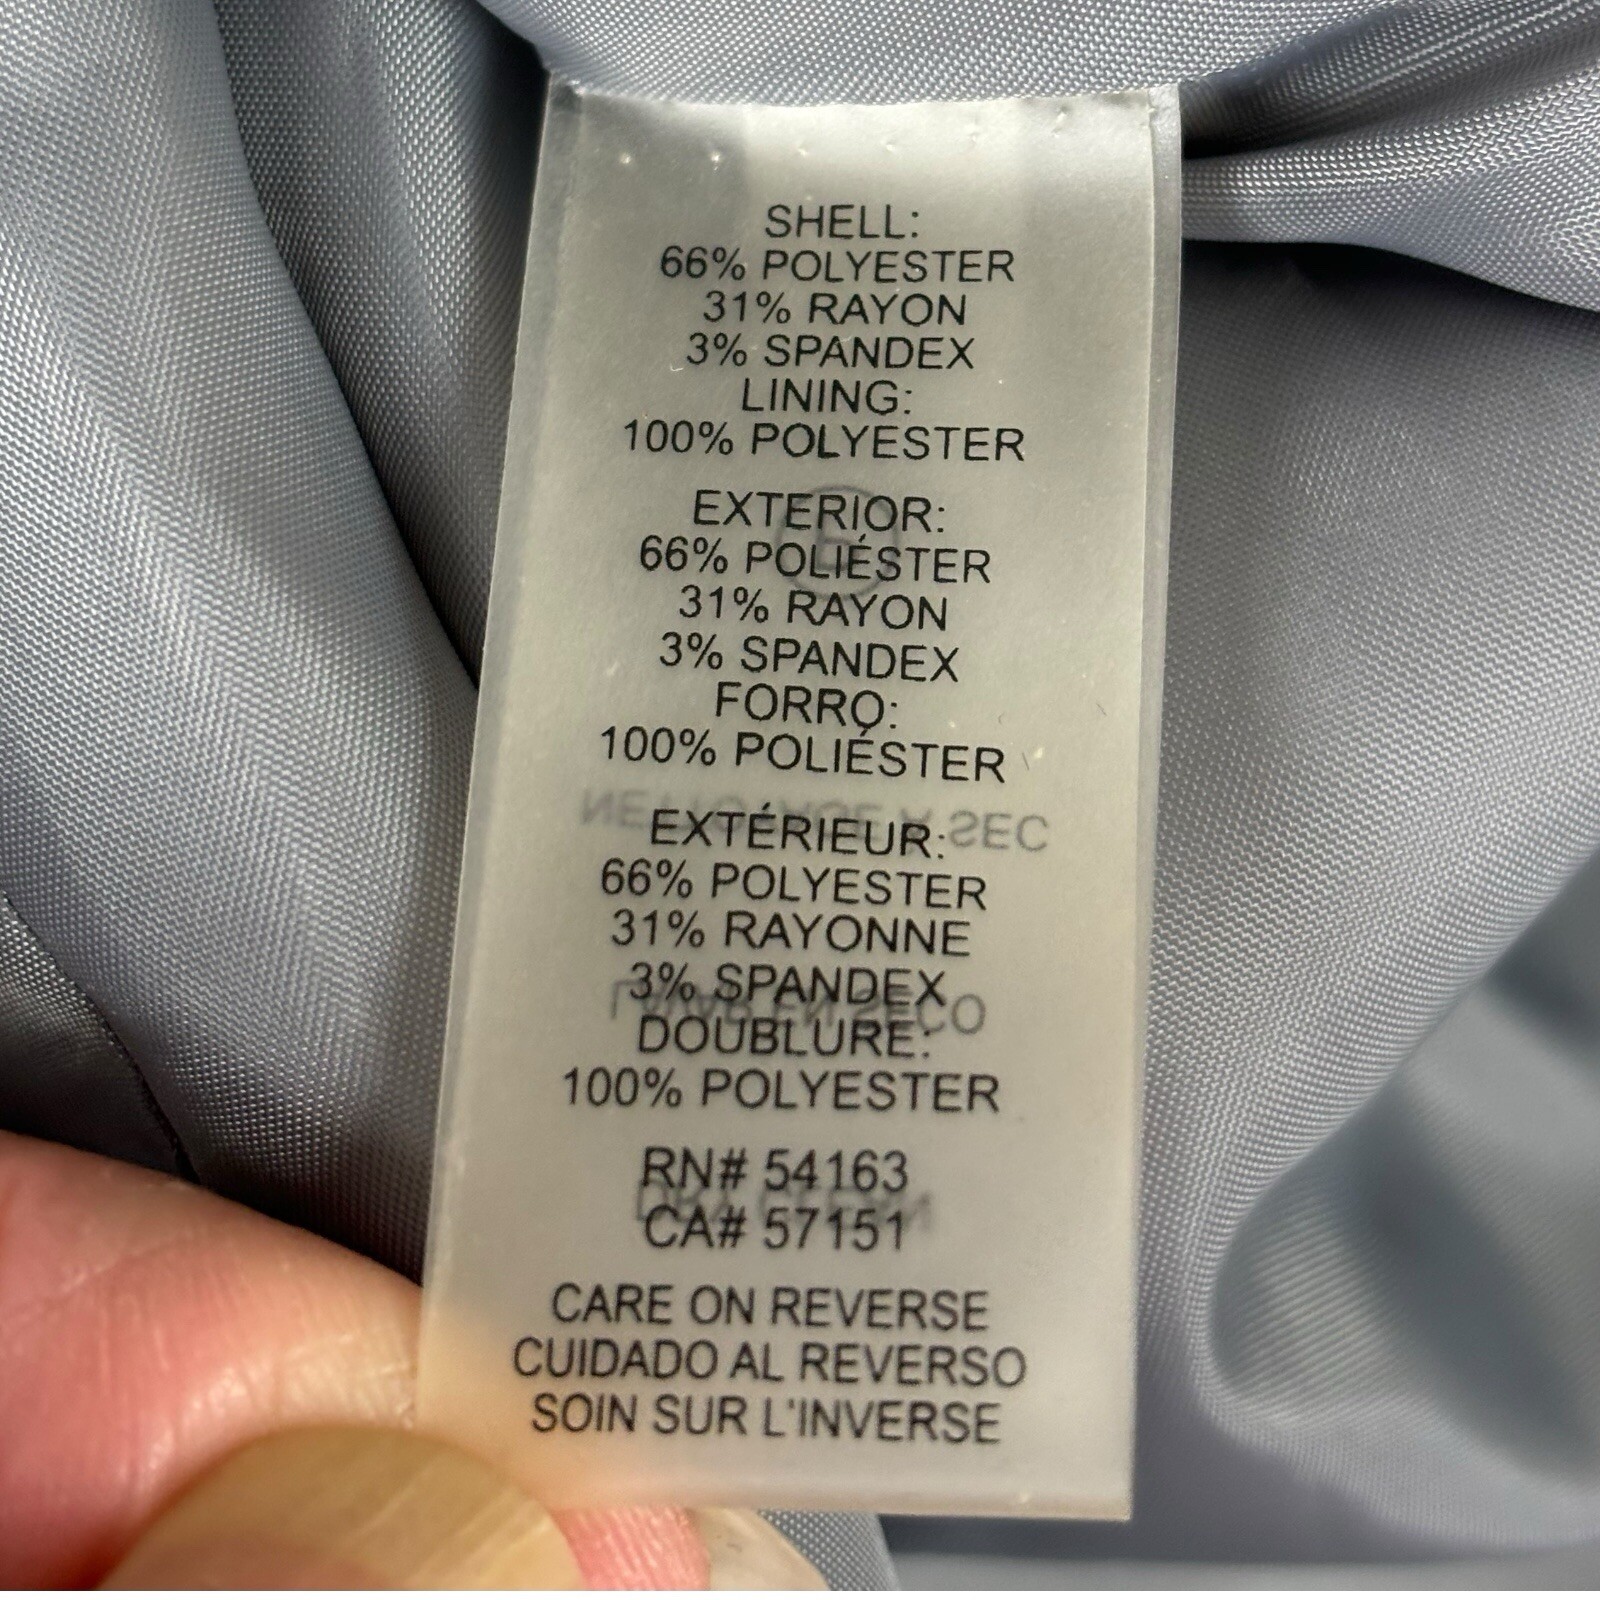 SHELL:
66% POLYESTER
31% RAYON
3% SPANDEX
LINING:
100% POLYESTER
EXTERIOR:
66% POLIÉSTER
31% RAYON
3% SPANDEX
FORRO:
100% POLIÉSTER
EXTÉRIEUR:
66% POLYESTER
31% RAYONNE
3% SPANDEX
DOUBLURE:
100% POLYESTER
RN# 54163
CA# 57151
CARE ON REVERSE
CUIDADO AL REVERSO
SOIN SUR L'INVERSE